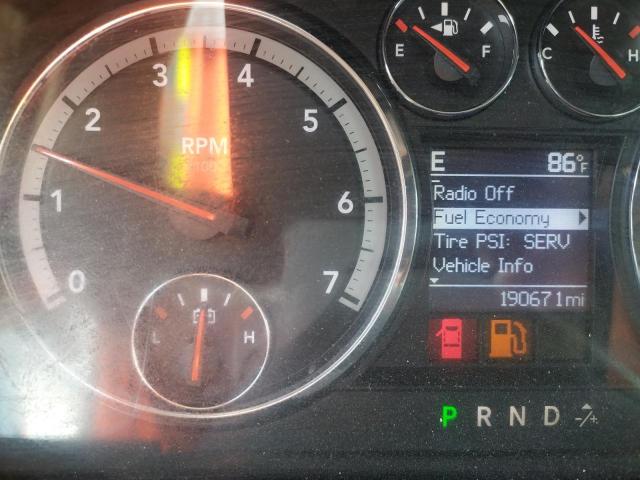 E F
C H
3 4
2 5
RPM
1 6
0 7
L H
E 86°F
Radio Off
Fuel Economy
Tire PSI: SERV
Vehicle Info
190671mi
P R N D -/+